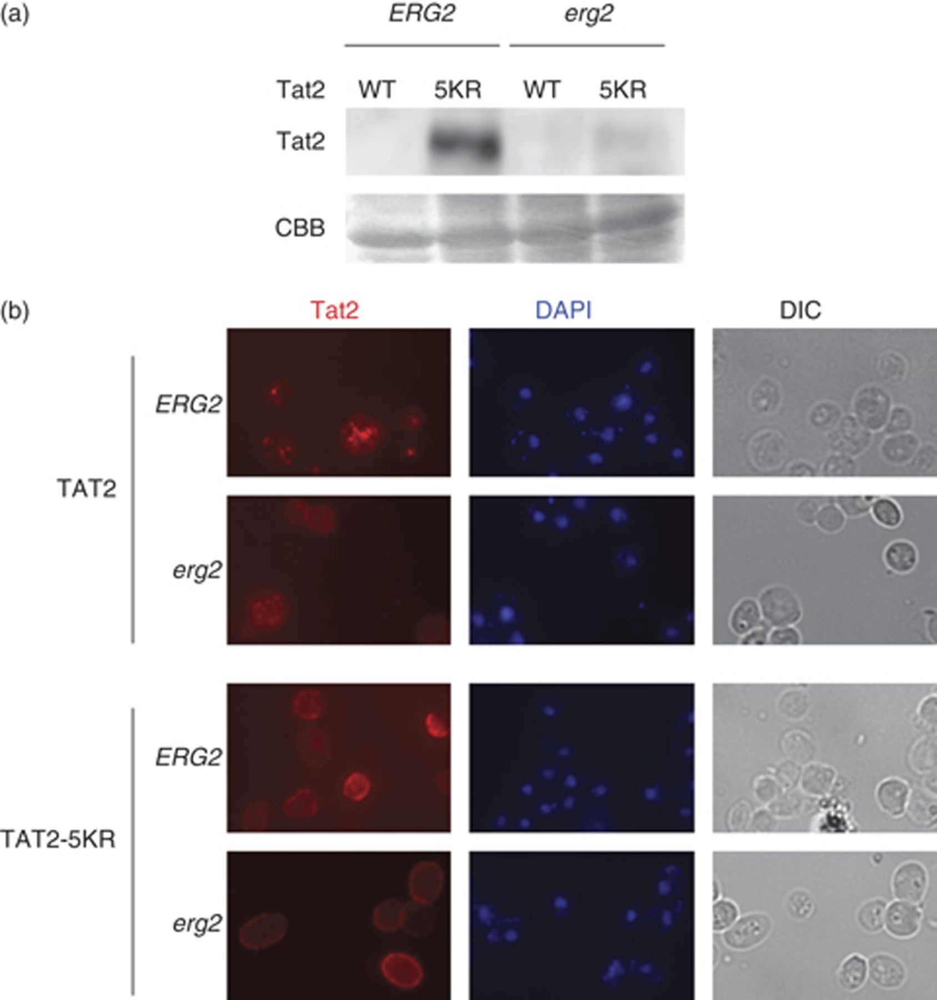 (a)
ERG2 erg2
Tat2 WT 5KR WT 5KR
Tat2
CBB
(b)
Tat2 DAPI DIC
ERG2
TAT2
erg2
ERG2
TAT2-5KR
erg2